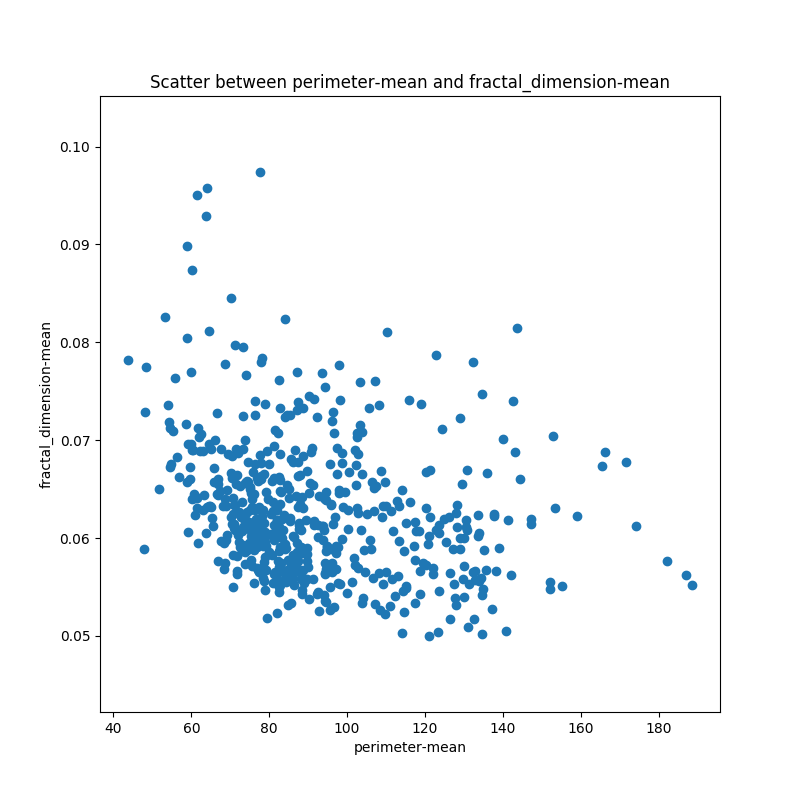 Scatter between perimeter-mean and fractal_dimension-mean
0.10
0.09
0.08
0.07
0.06
0.05
fractal_dimension-mean
40 60 80 100 120 140 160 180
perimeter-mean